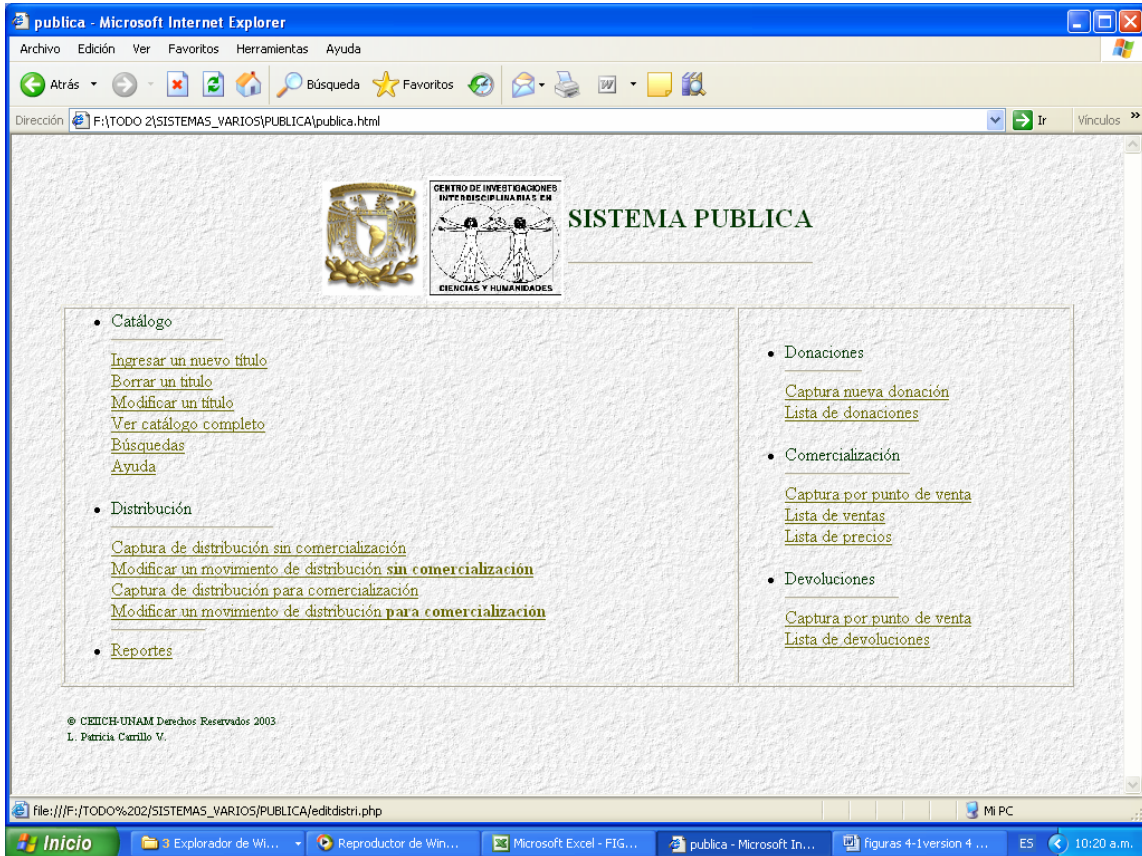 publica - Microsoft Internet Explorer
Archivo Edición Ver Favoritos Herramientas Ayuda
Atrás Búsqueda Favoritos
Dirección F:\TODO 2\SISTEMAS_VARIOS\PUBLICA\publica.html Ir Vínculos »
CENTRO DE INVESTIGACIONES
INTERDISCIPLINARIAS EN
CIENCIAS Y HUMANIDADES
SISTEMA PUBLICA
Catálogo
Ingresar un nuevo título
Borrar un titulo
Modificar un título
Ver catálogo completo
Búsquedas
Ayuda
Distribución
Captura de distribución sin comercialización
Modificar un movimiento de distribución sin comercialización
Captura de distribución para comercialización
Modificar un movimiento de distribución para comercialización
Reportes
Donaciones
Captura nueva donación
Lista de donaciones
Comercialización
Captura por punto de venta
Lista de ventas
Lista de precios
Devoluciones
Captura por punto de venta
Lista de devoluciones
© CEIICH-UNAM Derechos Reservados 2003
L. Patricia Carrillo V.
file:///F:/TODO%202/SISTEMAS_VARIOS/PUBLICA/editdistri.php Mi PC
Inicio 3 Explorador de Wi... Reproductor de Win... Microsoft Excel - FIG... publica - Microsoft In... figuras 4-1version 4 ... ES 10:20 a.m.